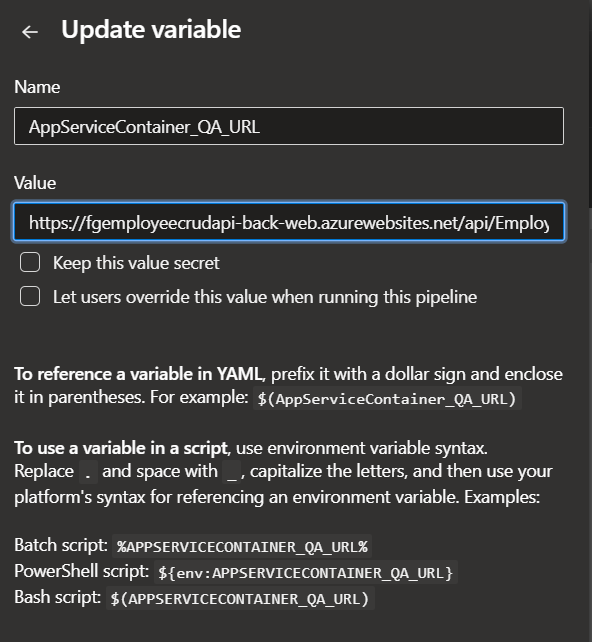 Update variable
Name
AppServiceContainer_QA_URL
Value
https://fgemployeecrudapi-back-web.azurewebsites.net/api/Employ
Keep this value secret
Let users override this value when running this pipeline
To reference a variable in YAML, prefix it with a dollar sign and enclose
it in parentheses. For example: $(AppServiceContainer_QA_URL)
To use a variable in a script, use environment variable syntax.
Replace . and space with _, capitalize the letters, and then use your
platform's syntax for referencing an environment variable. Examples:
Batch script: %APPSERVICECONTAINER_QA_URL%
PowerShell script: ${env:APPSERVICECONTAINER_QA_URL}
Bash script: $(APPSERVICECONTAINER_QA_URL)